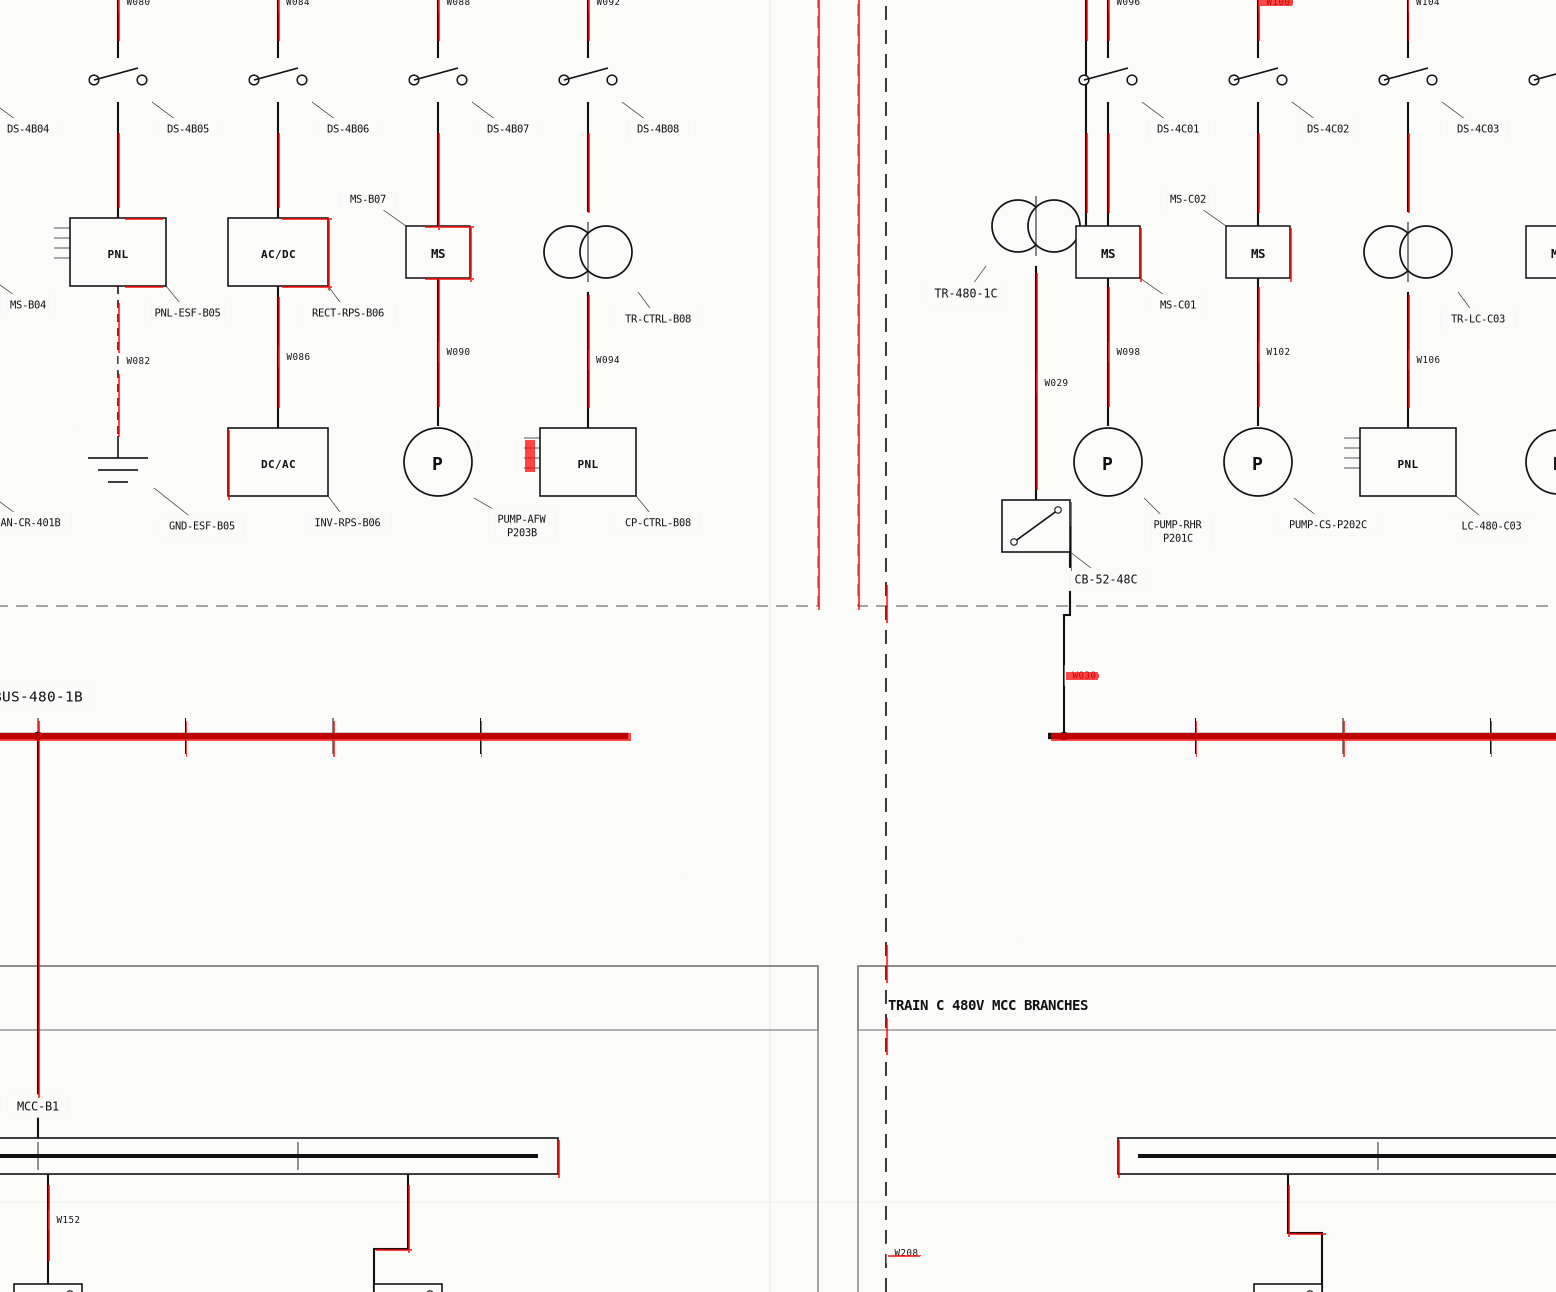 W080
W084
W088
W092
W096
W100
W104
DS-4B04
DS-4B05
DS-4B06
DS-4B07
DS-4B08
DS-4C01
DS-4C02
DS-4C03
MS-B07
MS-C02
PNL
AC/DC
MS
MS
MS
TR-480-1C
MS-B04
PNL-ESF-B05
RECT-RPS-B06
TR-CTRL-B08
MS-C01
TR-LC-C03
W082
W086
W090
W094
W098
W102
W106
W029
DC/AC
P
PNL
P
P
PNL
AN-CR-401B
GND-ESF-B05
INV-RPS-B06
PUMP-AFW
P203B
CP-CTRL-B08
PUMP-RHR
P201C
PUMP-CS-P202C
LC-480-C03
CB-52-48C
W030
BUS-480-1B
TRAIN C 480V MCC BRANCHES
MCC-B1
W152
W208